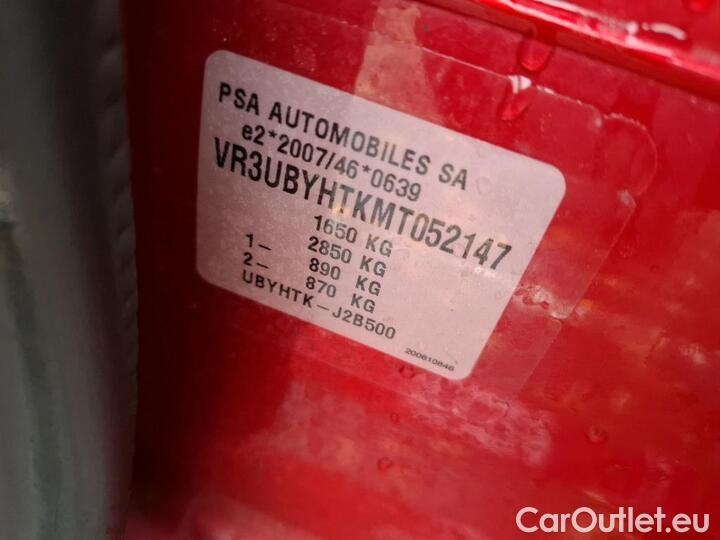 PSA AUTOMOBILES SA
e2*2007/46*0639
VR3UBYHTKMT052147
1650 KG
1- 2850 KG
2- 890 KG
870 KG
UBYHTK-J2B500
200610846
CarOutlet.eu